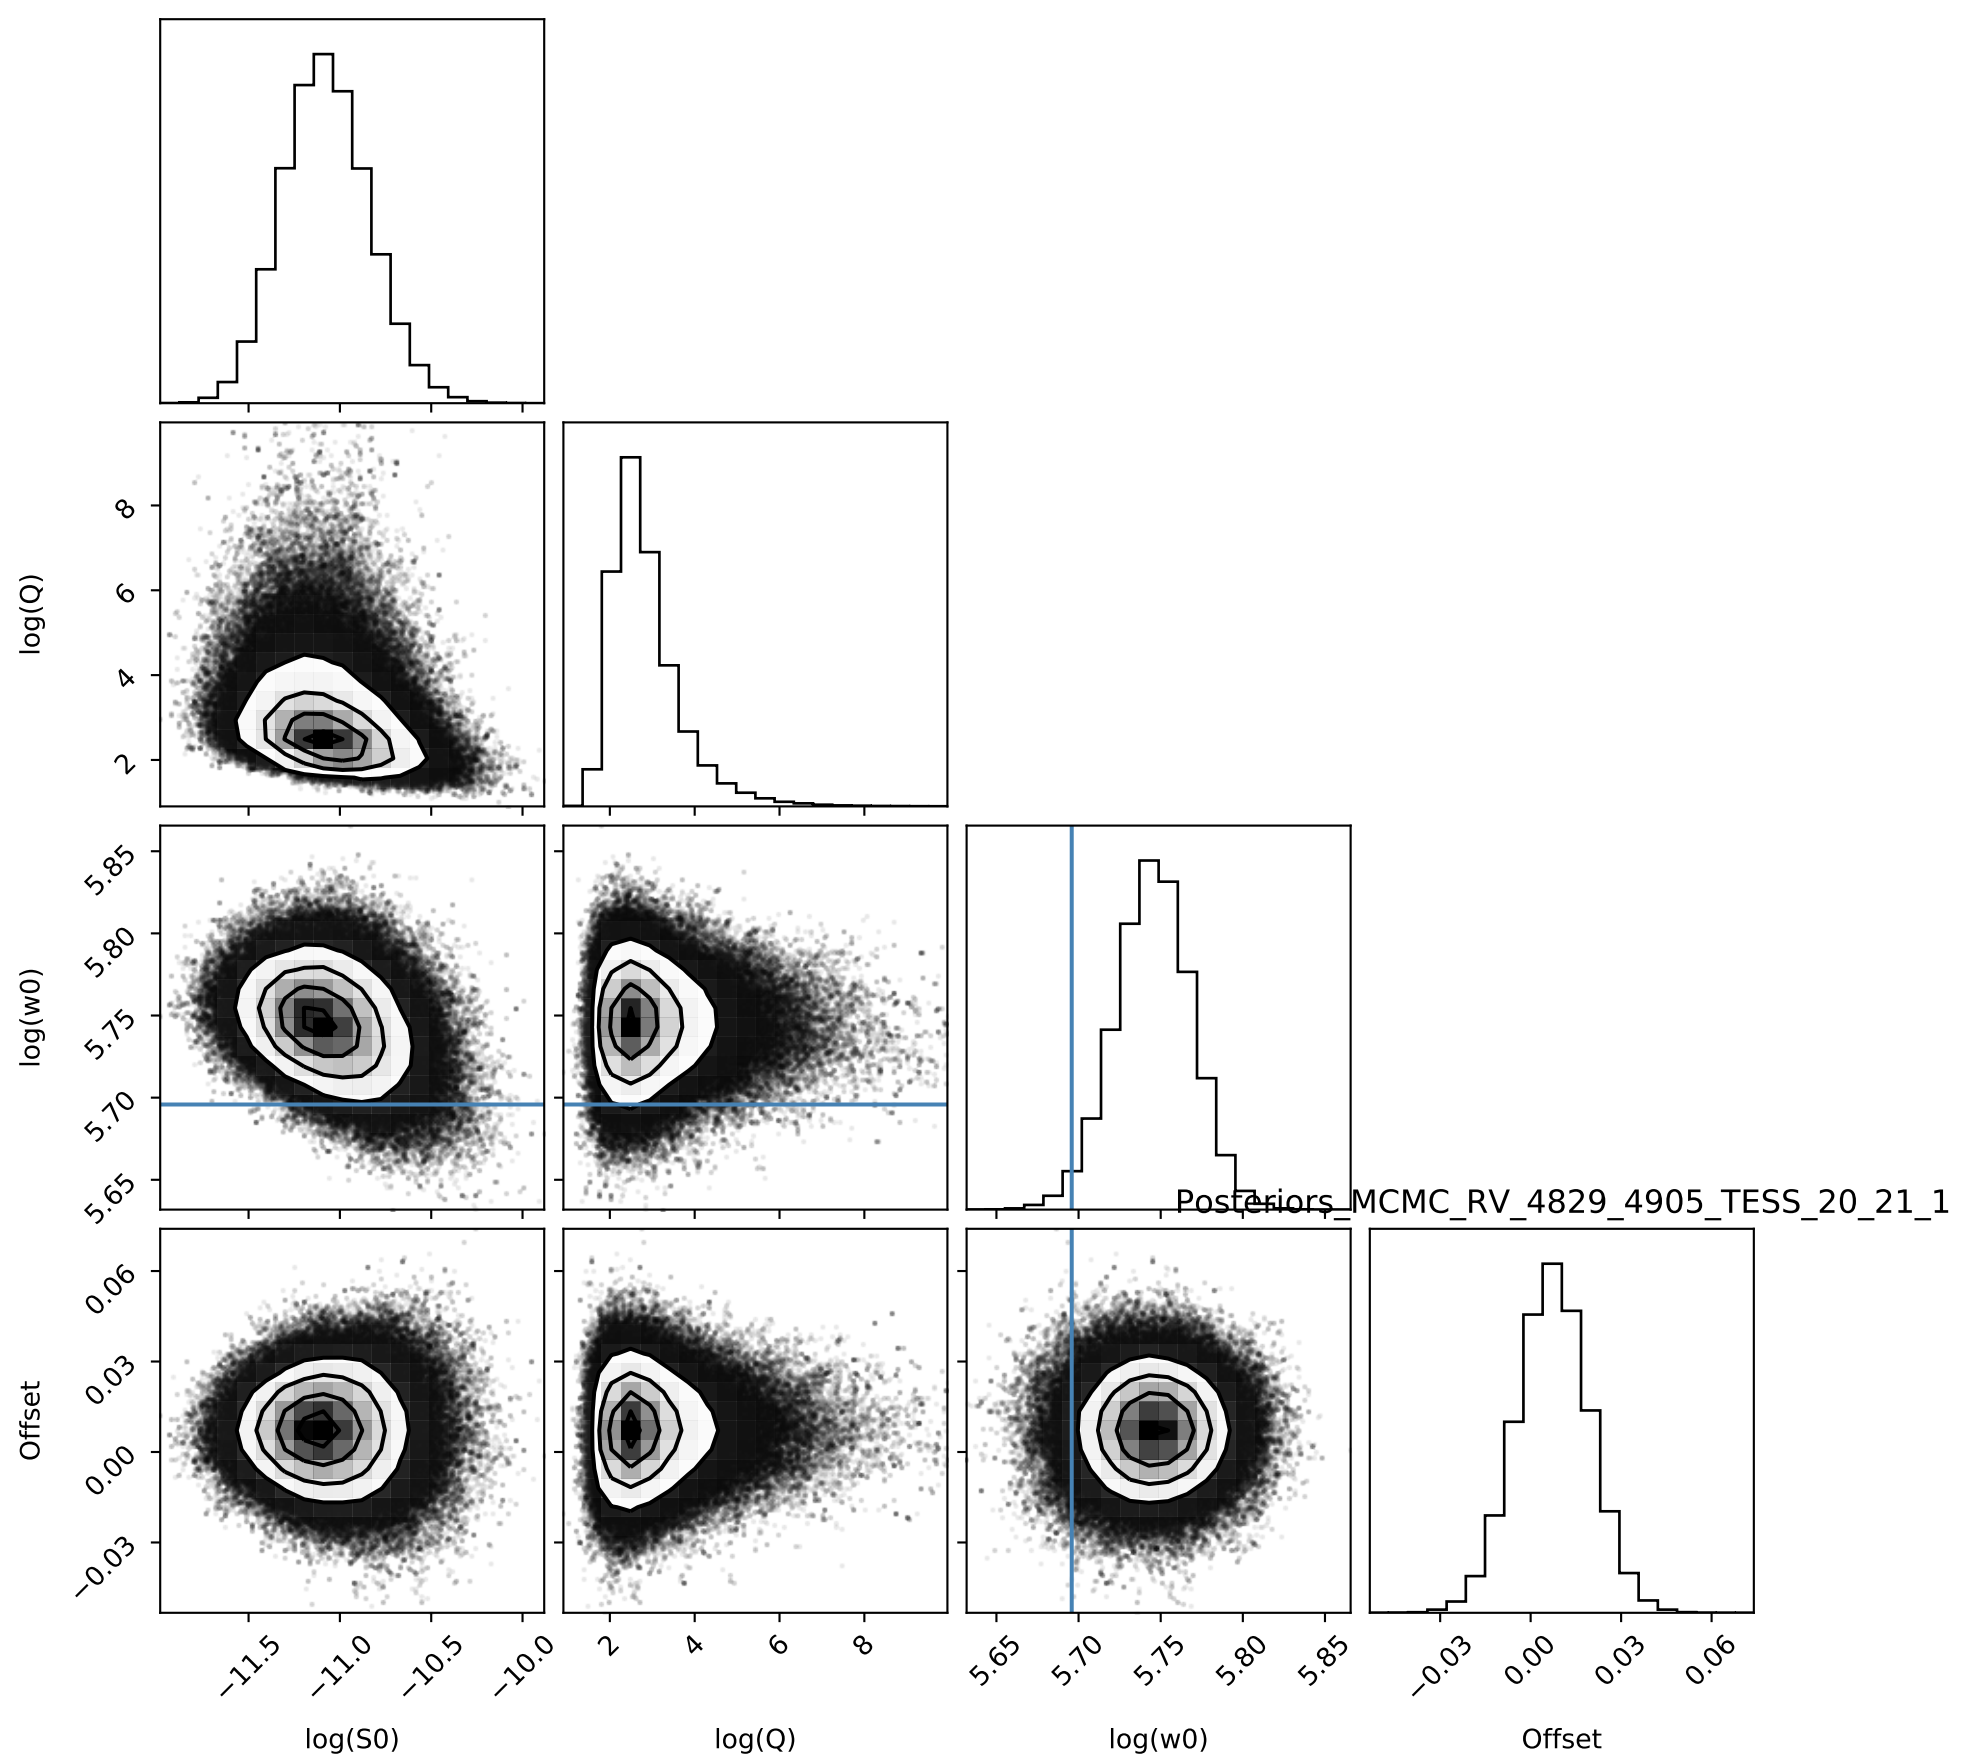 8
6
4
2
log(Q)
5.85
5.80
5.75
5.70
5.65
log(w0)
Posteriors_MCMC_RV_4829_4905_TESS_20_21_1
0.06
0.03
0.00
−0.03
Offset
−11.5 −11.0 −10.5 −10.0
2 4 6 8
5.65 5.70 5.75 5.80 5.85
−0.03 0.00 0.03 0.06
log(S0)
log(Q)
log(w0)
Offset